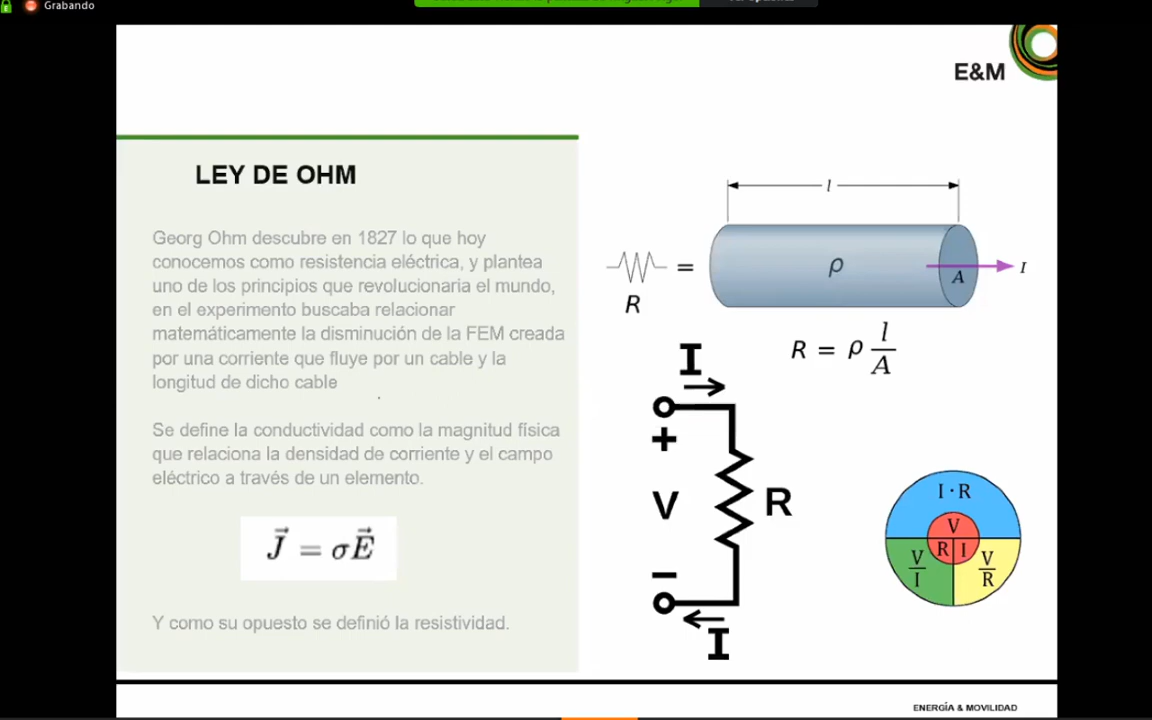 Grabando
E&M
LEY DE OHM
Georg Ohm descubre en 1827 lo que hoy
conocemos como resistencia eléctrica, y plantea
uno de los principios que revolucionaria el mundo,
en el experimento buscaba relacionar
matemáticamente la disminución de la FEM creada
por una corriente que fluye por un cable y la
longitud de dicho cable
Se define la conductividad como la magnitud física
que relaciona la densidad de corriente y el campo
eléctrico a través de un elemento.
J⃗ = σE⃗
Y como su opuesto se definió la resistividad.
l
R
=
ρ
A
I
R = ρ l/A
I
+
V
R
−
I
I · R
V
R I
V/I
V/R
ENERGÍA & MOVILIDAD